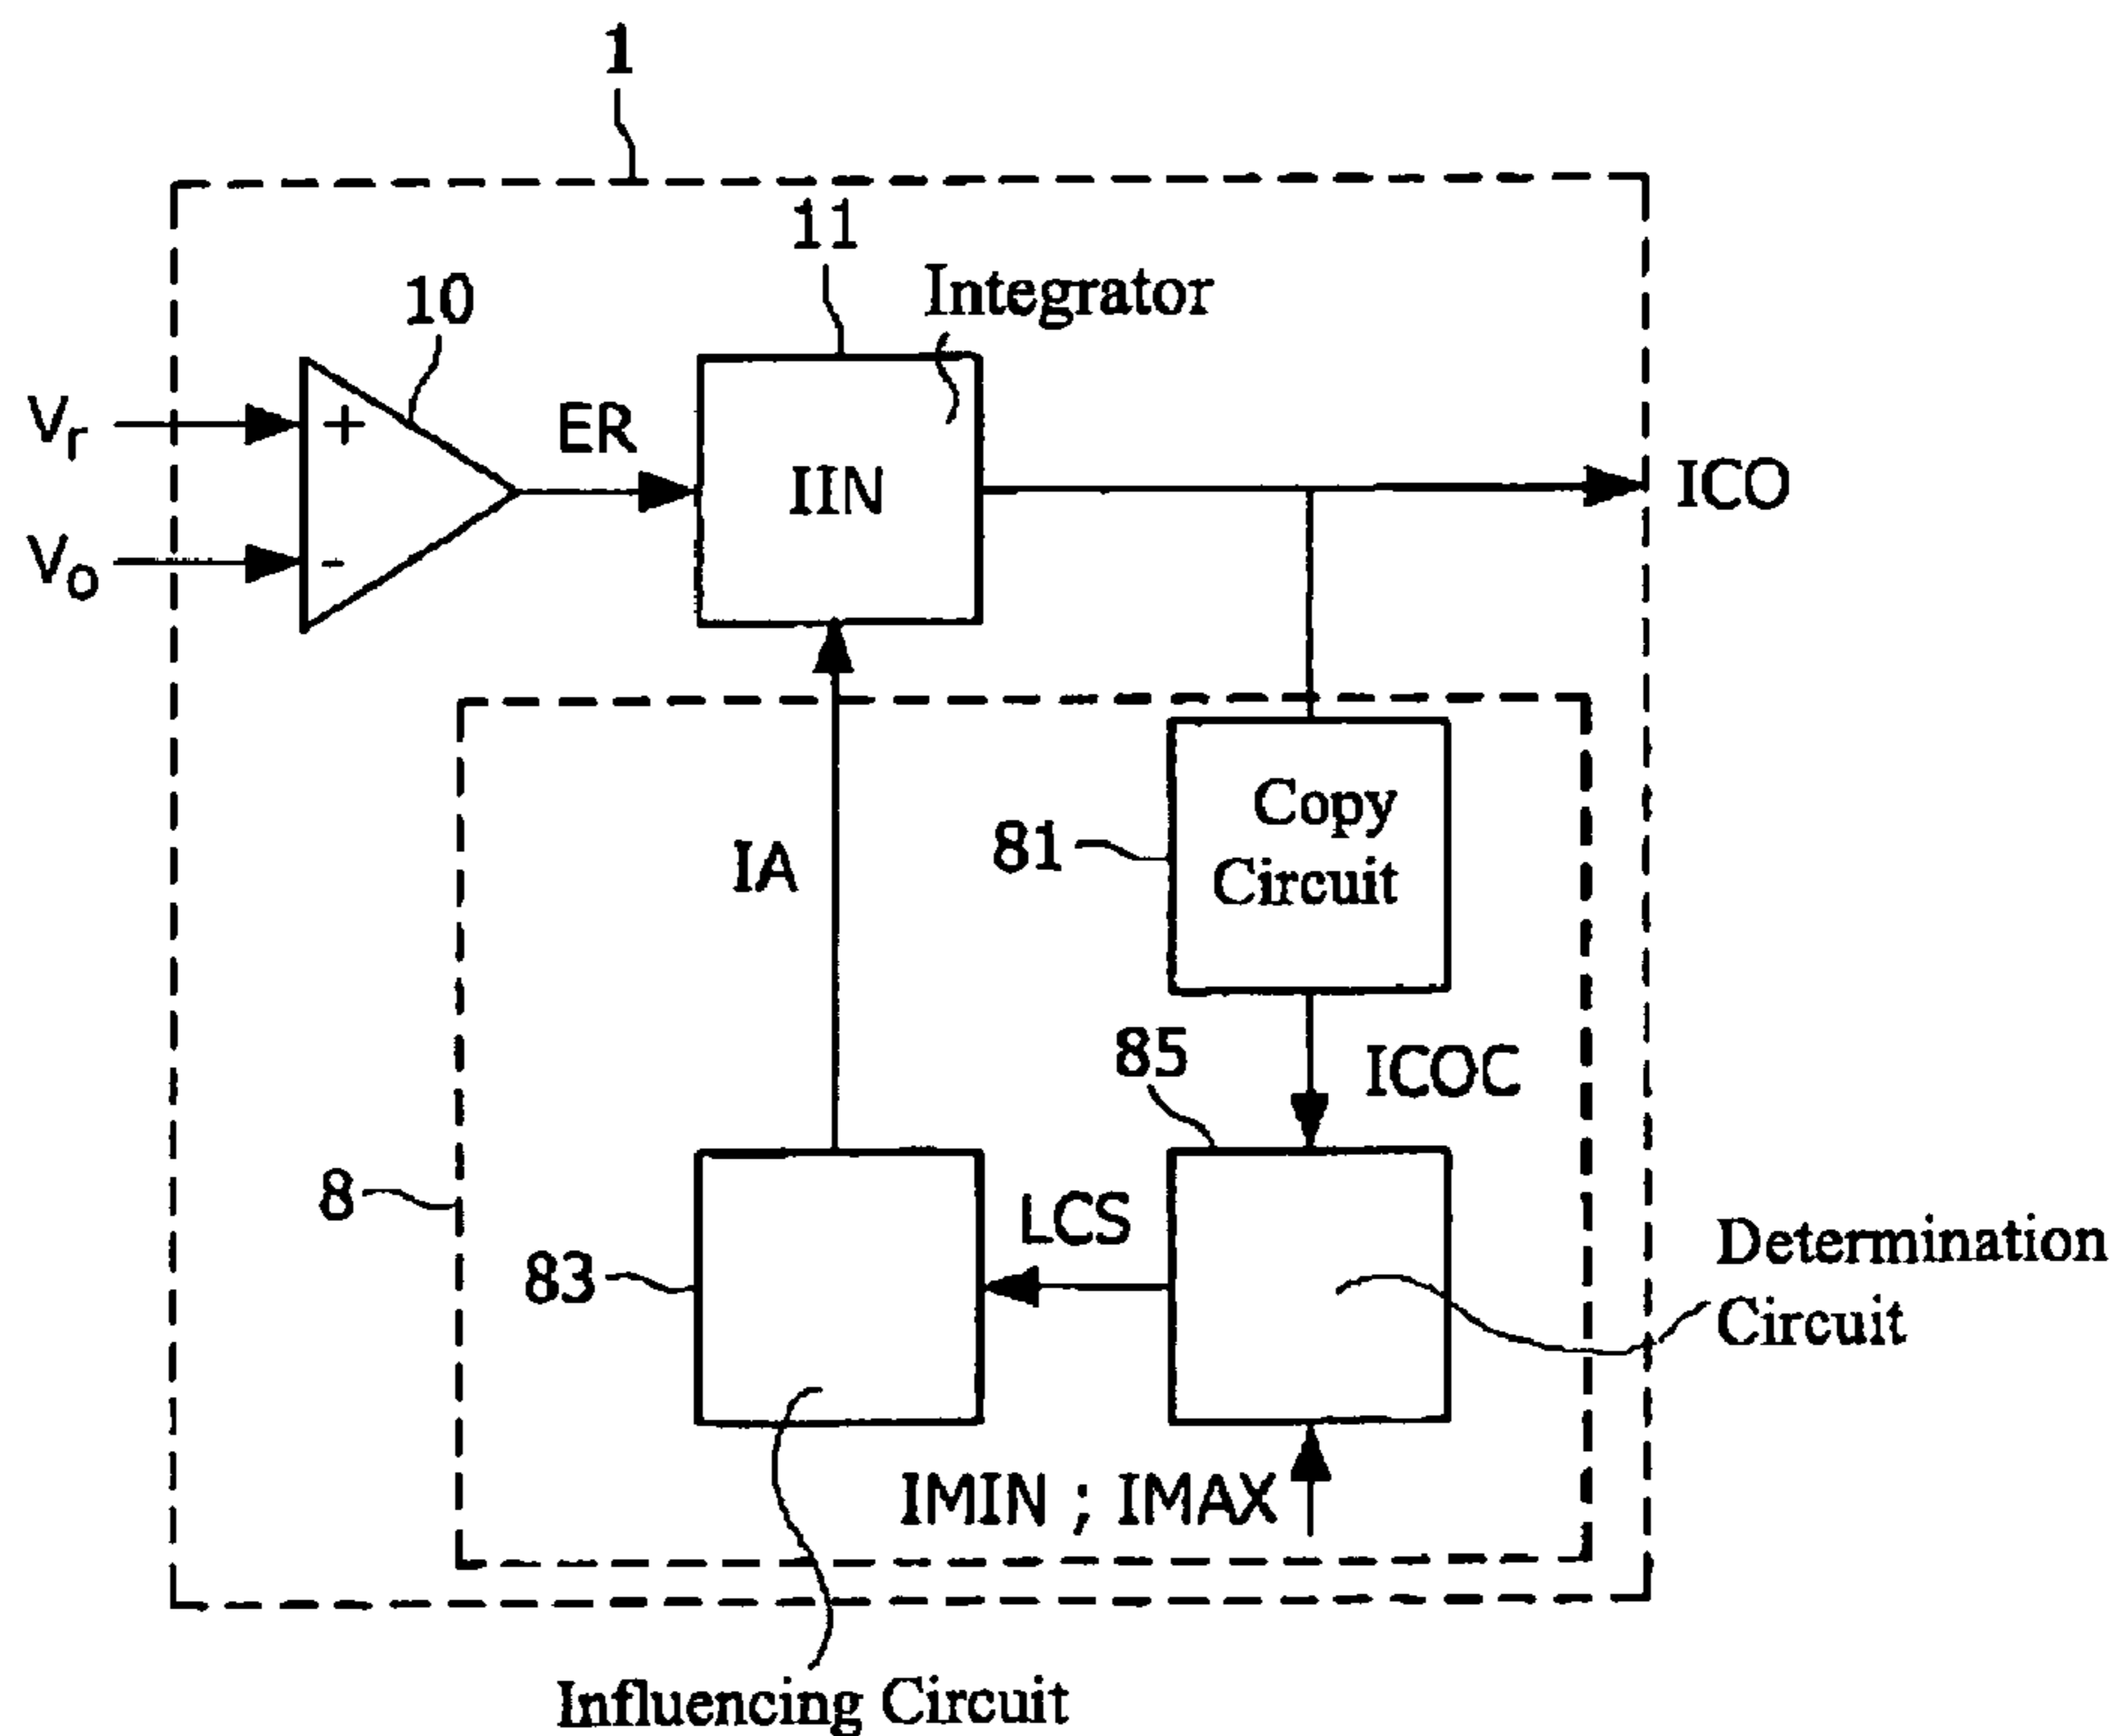 1
11
Integrator
10
Vr
+
ER
IIN
ICO
Vo
-
Copy
Circuit
81
IA
85
ICOC
8
LCS
83
Determination
Circuit
IMIN ; IMAX
Influencing Circuit